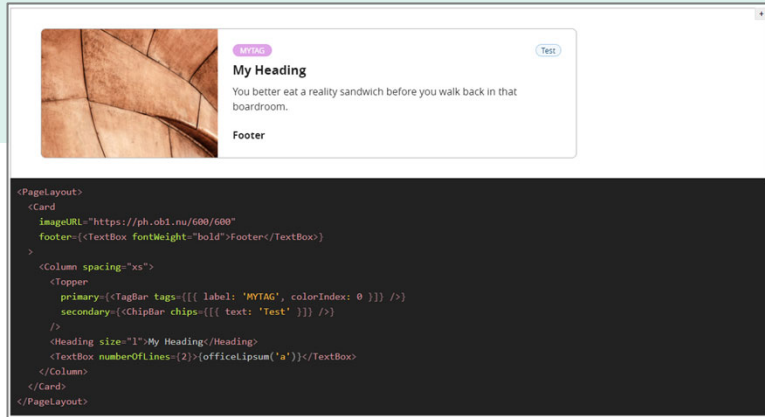 +
MYTAG
Test
My Heading
You better eat a reality sandwich before you walk back in that
boardroom.
Footer
<PageLayout>
<Card
imageURL="https://ph.ob1.nu/600/600"
footer={<TextBox fontWeight="bold">Footer</TextBox>}
>
<Column spacing="xs">
<Topper
primary={<TagBar tags={[{ label: 'MYTAG', colorIndex: 0 }]} />}
secondary={<ChipBar chips={[{ text: 'Test' }]} />}
/>
<Heading size="l">My Heading</Heading>
<TextBox numberOfLines={2}>{officeLipsum('a')}</TextBox>
</Column>
</Card>
</PageLayout>